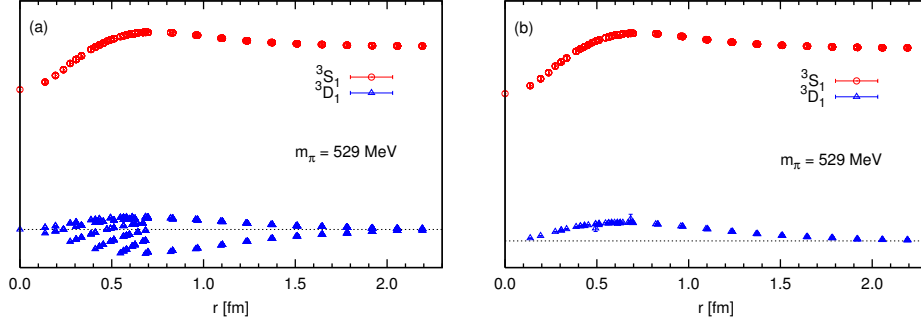 (a)
³S₁
³D₁
m_π = 529 MeV
0.0 0.5 1.0 1.5 2.0
r [fm]
(b)
³S₁
³D₁
m_π = 529 MeV
0.0 0.5 1.0 1.5 2.0
r [fm]